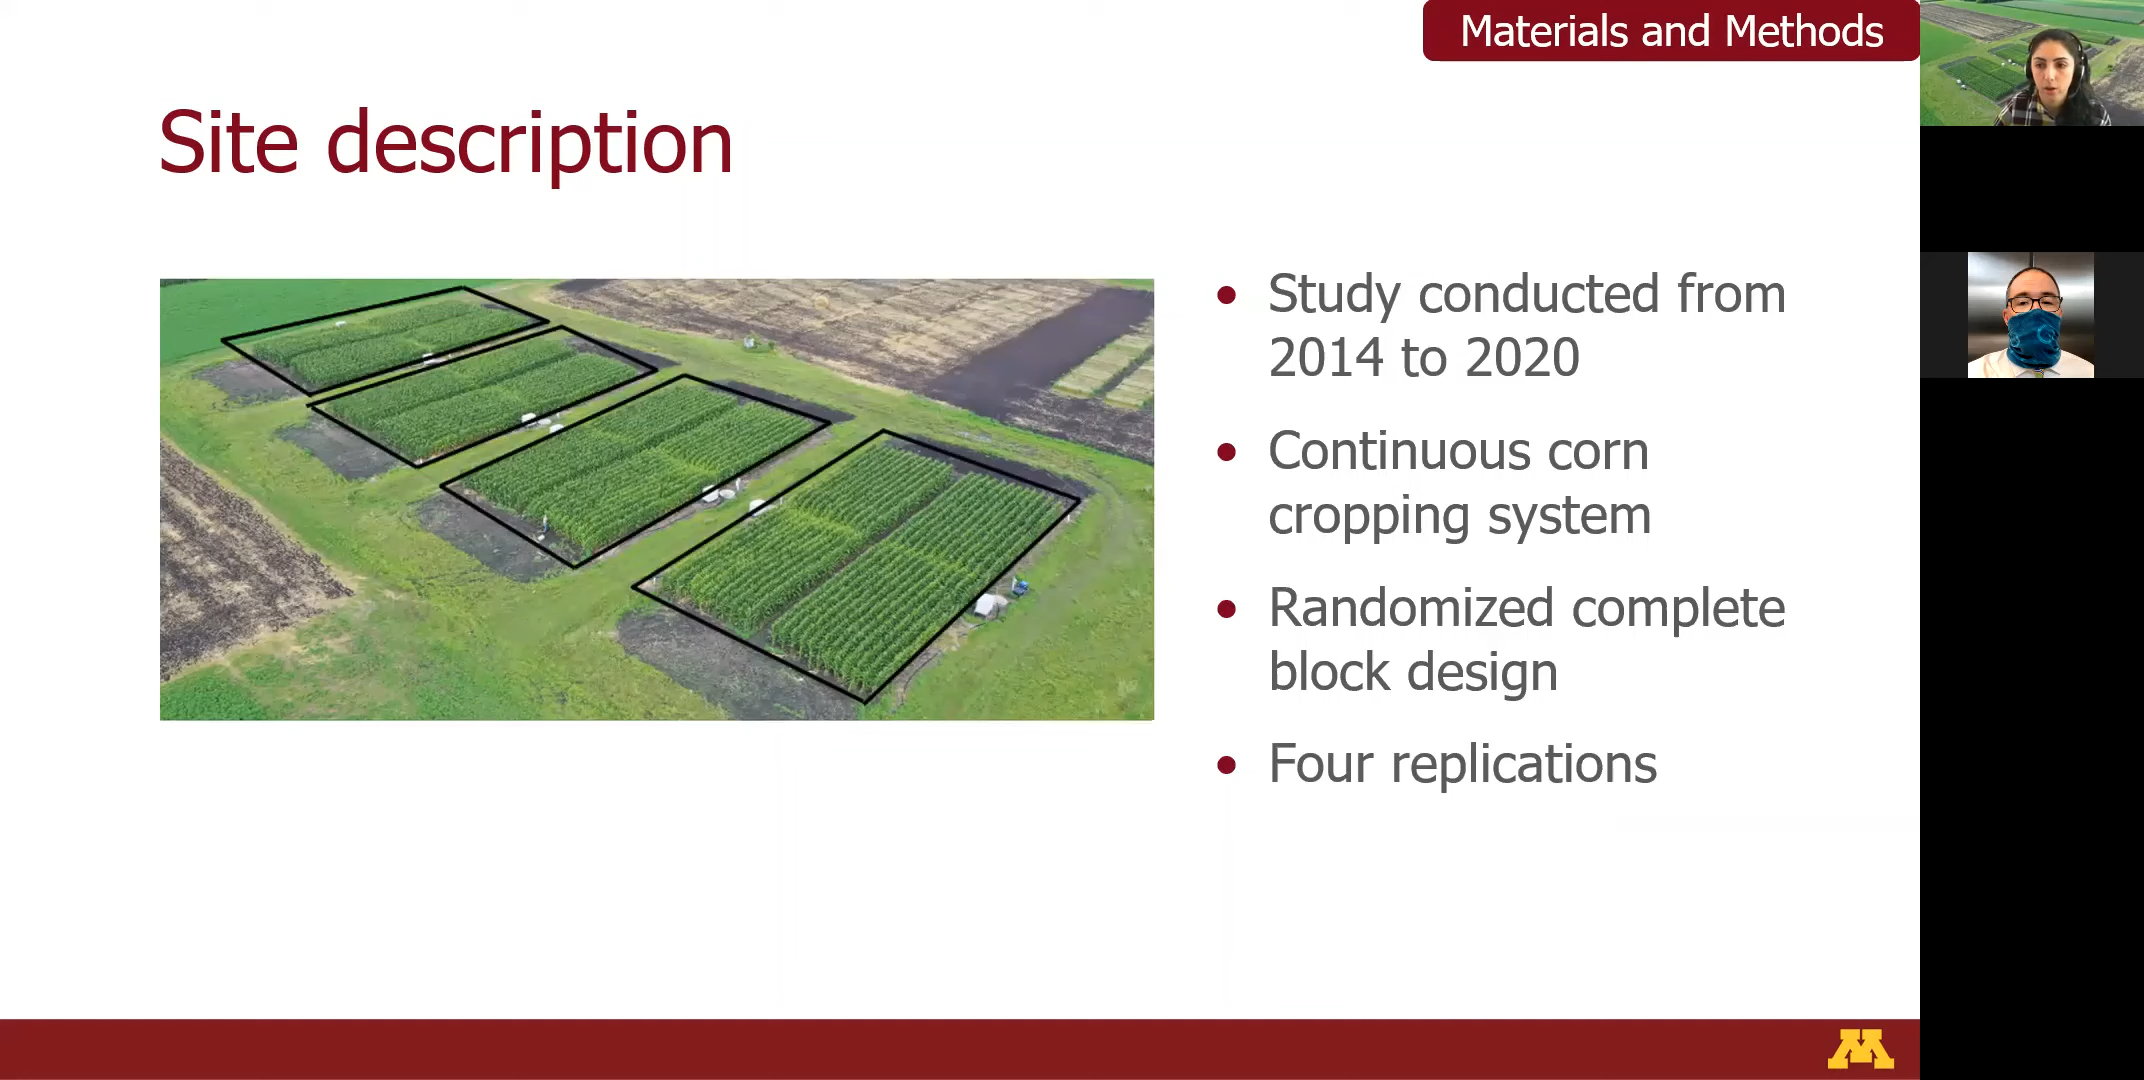 Materials and Methods
Site description
Study conducted from
2014 to 2020
Continuous corn
cropping system
Randomized complete
block design
Four replications
M